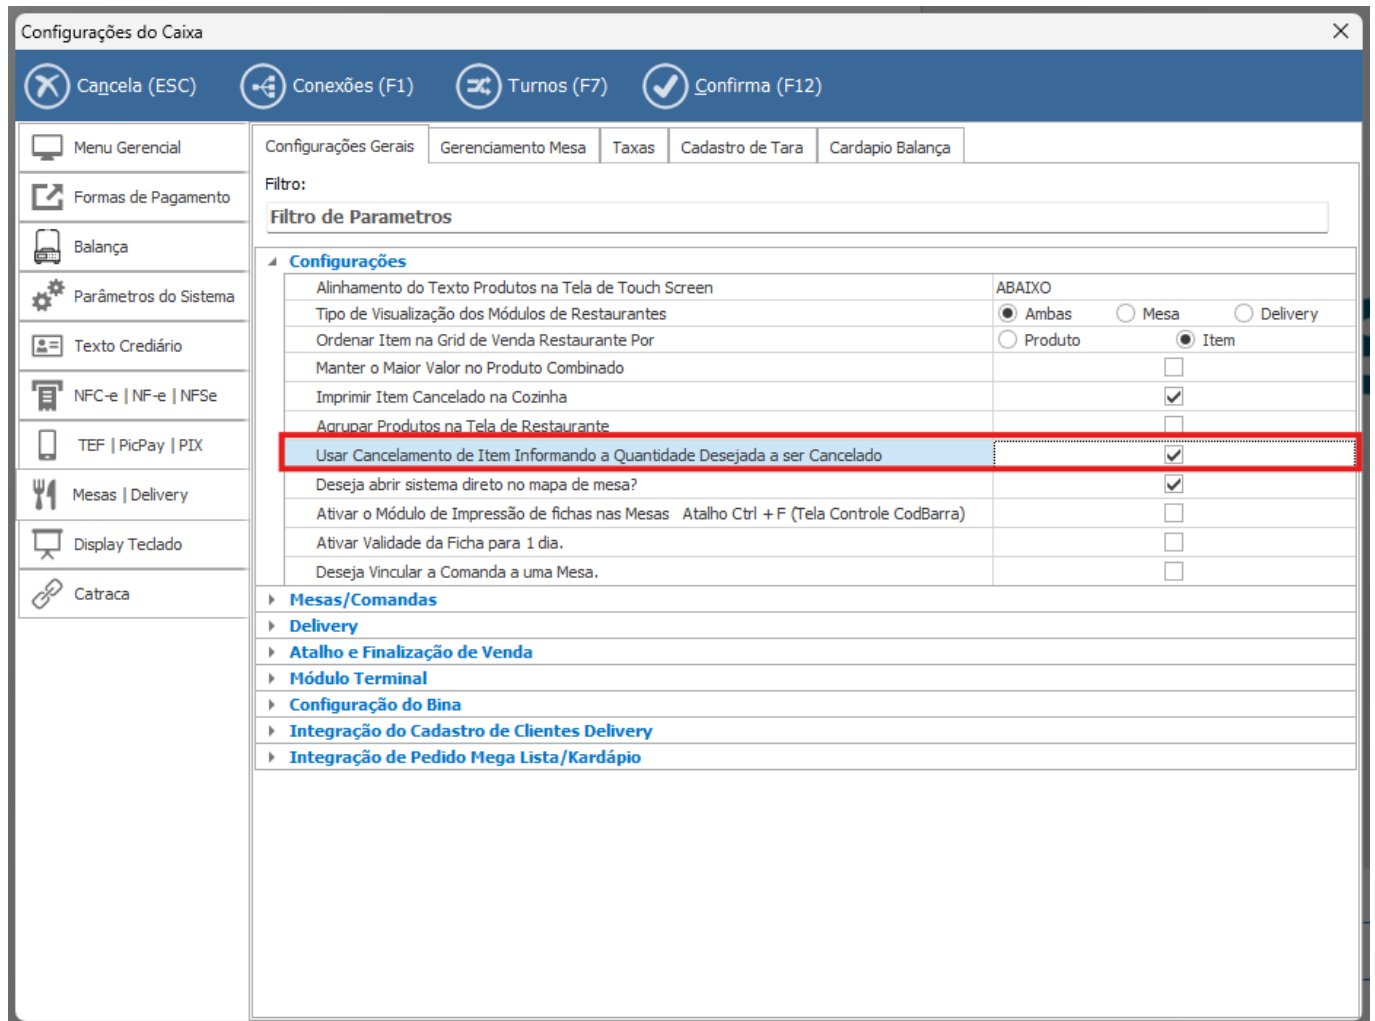 Configurações do Caixa
Cancela (ESC)
Conexões (F1)
Turnos (F7)
Confirma (F12)
Menu Gerencial
Formas de Pagamento
Balança
Parâmetros do Sistema
Texto Crediário
NFC-e | NF-e | NFSe
TEF | PicPay | PIX
Mesas | Delivery
Display Teclado
Catraca
Configurações Gerais
Gerenciamento Mesa
Taxas
Cadastro de Tara
Cardapio Balança
Filtro:
Filtro de Parametros
Configurações
Alinhamento do Texto Produtos na Tela de Touch Screen ABAIXO
Tipo de Visualização dos Módulos de Restaurantes Ambas Mesa Delivery
Ordenar Item na Grid de Venda Restaurante Por Produto Item
Manter o Maior Valor no Produto Combinado
Imprimir Item Cancelado na Cozinha
Agrupar Produtos na Tela de Restaurante
Usar Cancelamento de Item Informando a Quantidade Desejada a ser Cancelado
Deseja abrir sistema direto no mapa de mesa?
Ativar o Módulo de Impressão de fichas nas Mesas Atalho Ctrl + F (Tela Controle CodBarra)
Ativar Validade da Ficha para 1 dia.
Deseja Vincular a Comanda a uma Mesa.
Mesas/Comandas
Delivery
Atalho e Finalização de Venda
Módulo Terminal
Configuração do Bina
Integração do Cadastro de Clientes Delivery
Integração de Pedido Mega Lista/Kardápio